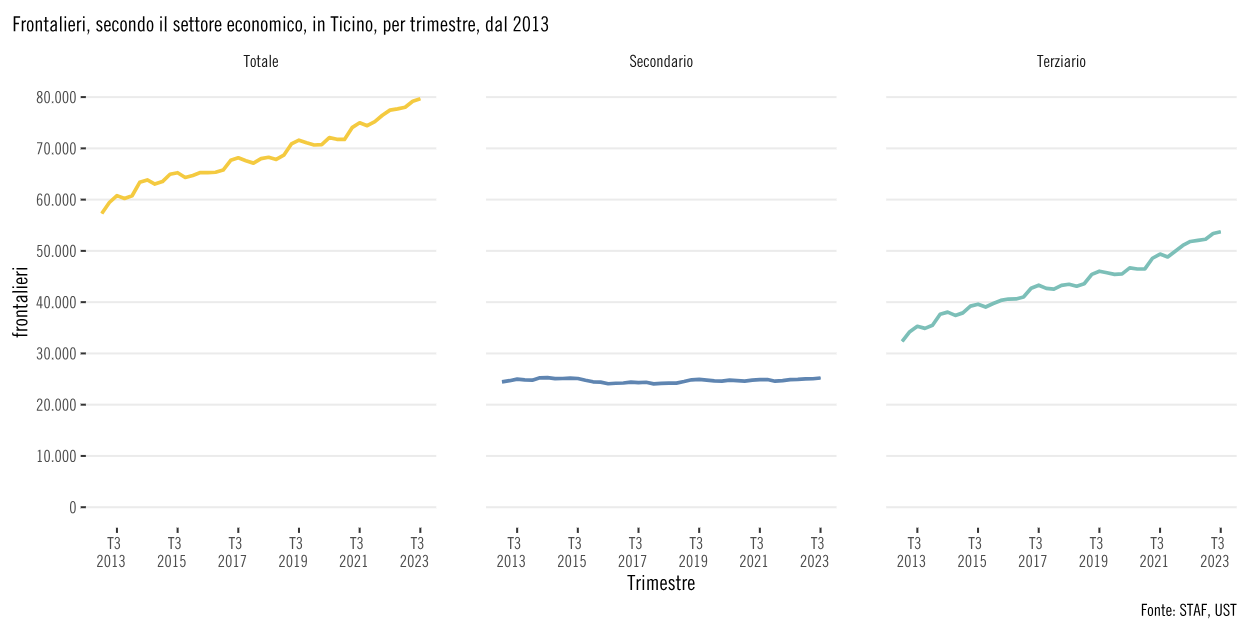 Frontalieri, secondo il settore economico, in Ticino, per trimestre, dal 2013
Totale
Secondario
Terziario
80.000
70.000
60.000
50.000
40.000
30.000
20.000
10.000
0
frontalieri
T3 T3 T3 T3 T3 T3
2013 2015 2017 2019 2021 2023
T3 T3 T3 T3 T3 T3
2013 2015 2017 2019 2021 2023
T3 T3 T3 T3 T3 T3
2013 2015 2017 2019 2021 2023
Trimestre
Fonte: STAF, UST